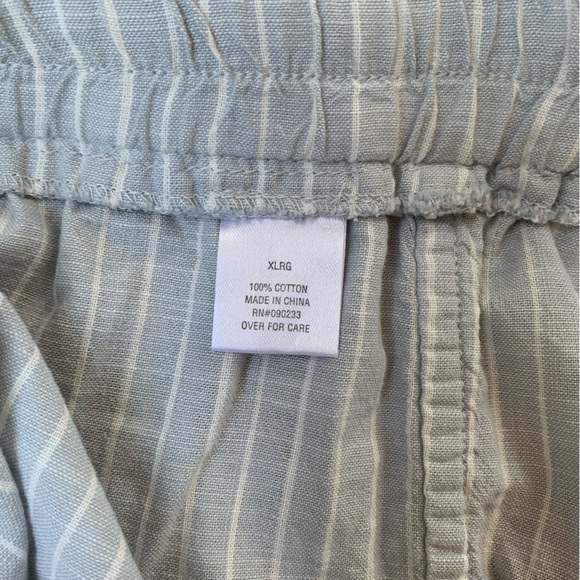 XLRG
100% COTTON
MADE IN CHINA
RN#090233
OVER FOR CARE